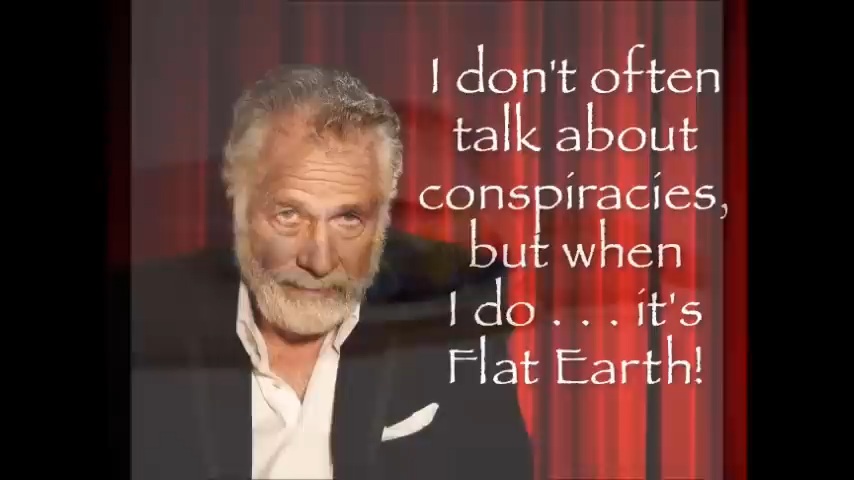 I don't often
talk about
conspiracies,
but when
I do . . . it's
Flat Earth!